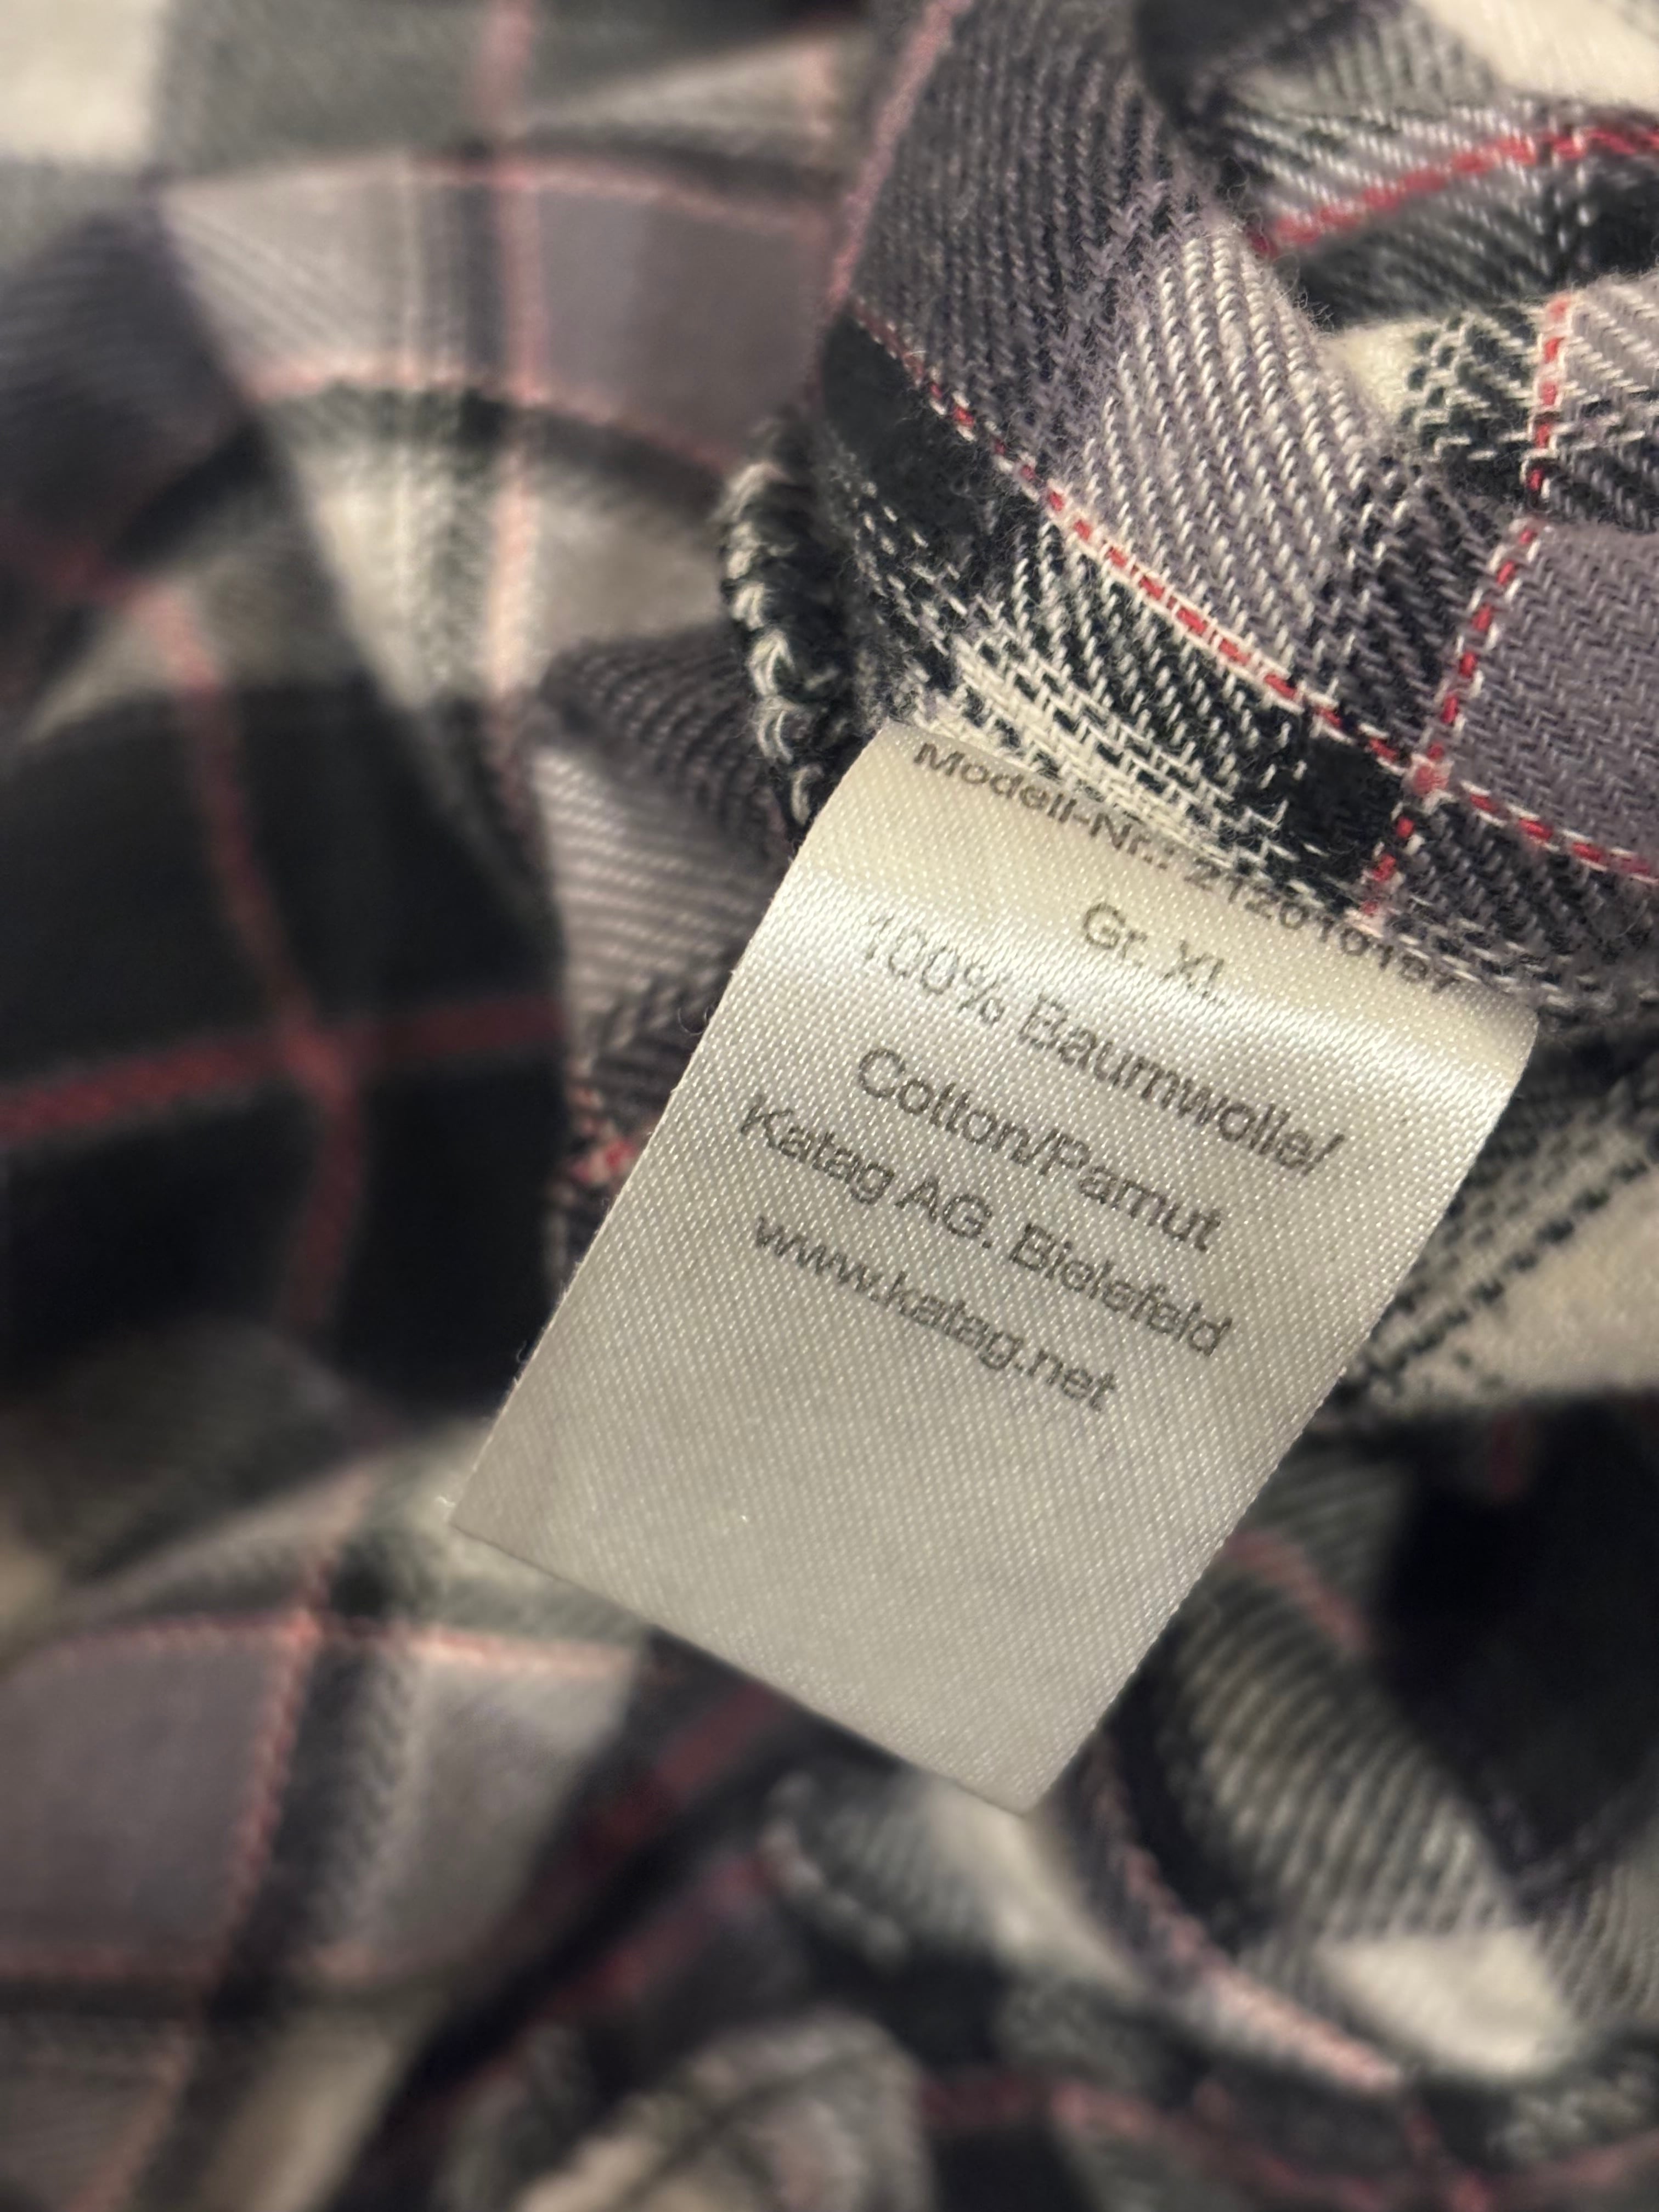 Modell-Nr.: 212010197
Gr. XL
100% Baumwolle/
Cotton/Pamut
Katag AG. Bielefeld
www.katag.net